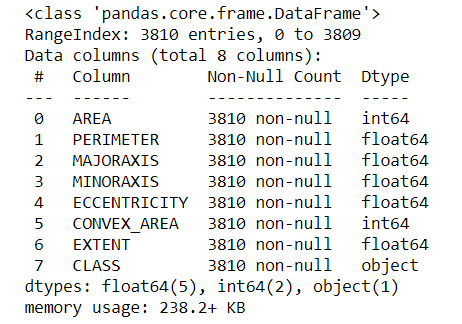 <class 'pandas.core.frame.DataFrame'>
RangeIndex: 3810 entries, 0 to 3809
Data columns (total 8 columns):
 #   Column        Non-Null Count  Dtype
---  ------        --------------  -----
 0   AREA          3810 non-null   int64
 1   PERIMETER     3810 non-null   float64
 2   MAJORAXIS     3810 non-null   float64
 3   MINORAXIS     3810 non-null   float64
 4   ECCENTRICITY  3810 non-null   float64
 5   CONVEX_AREA   3810 non-null   int64
 6   EXTENT        3810 non-null   float64
 7   CLASS         3810 non-null   object
dtypes: float64(5), int64(2), object(1)
memory usage: 238.2+ KB